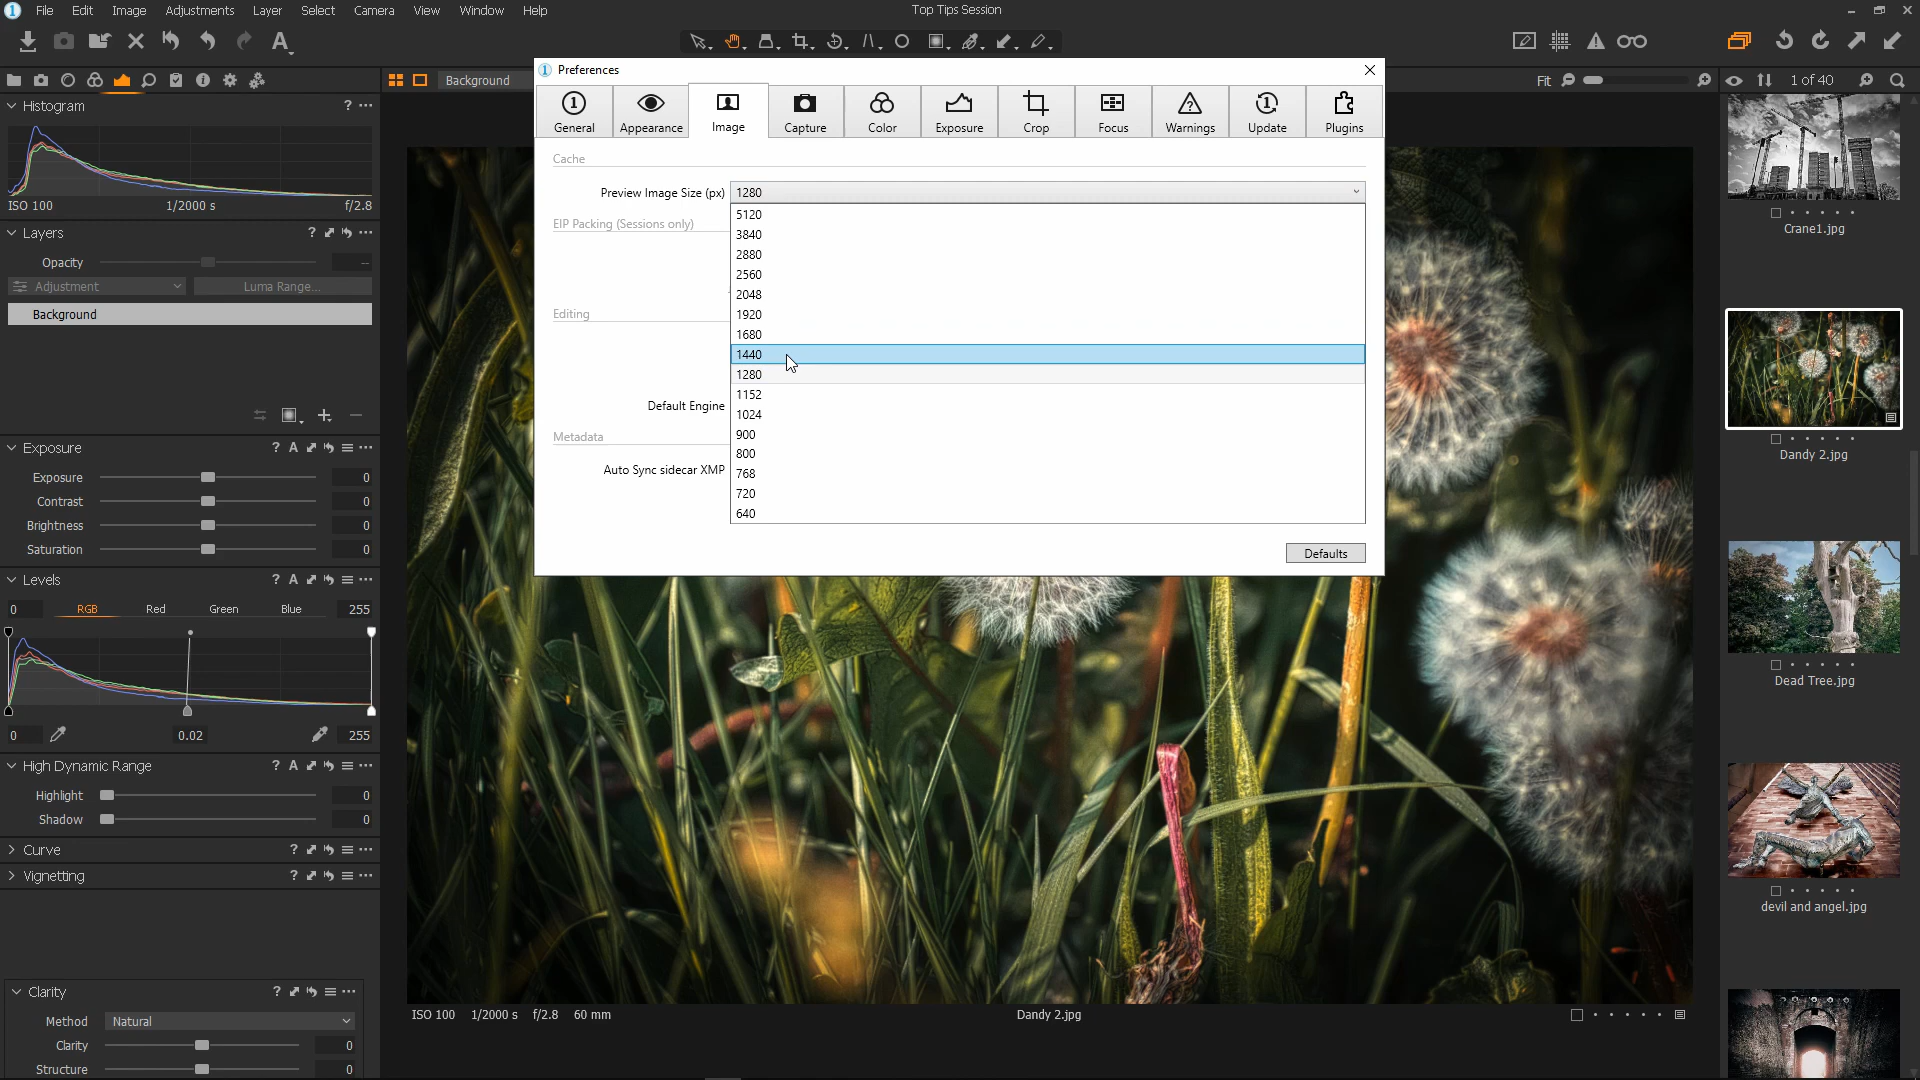 File Edit Image Adjustments Layer Select Camera View Window Help
Top Tips Session
Background
Fit
1 of 40
Histogram
ISO 100 1/2000 s f/2.8
Layers
Opacity --
Adjustment Luma Range...
Background
Exposure
Exposure 0
Contrast 0
Brightness 0
Saturation 0
Levels
0 RGB Red Green Blue 255
0 0.02 255
High Dynamic Range
Highlight 0
Shadow 0
Curve
Vignetting
Clarity
Method Natural
Clarity 0
Structure 0
Preferences
General Appearance Image Capture Color Exposure Crop Focus Warnings Update Plugins
Cache
Preview Image Size (px) 1280
EIP Packing (Sessions only)
Editing
Default Engine
Metadata
Auto Sync sidecar XMP
5120
3840
2880
2560
2048
1920
1680
1440
1280
1152
1024
900
800
768
720
640
Defaults
ISO 100 1/2000 s f/2.8 60 mm
Dandy 2.jpg
Crane1.jpg
Dandy 2.jpg
Dead Tree.jpg
devil and angel.jpg